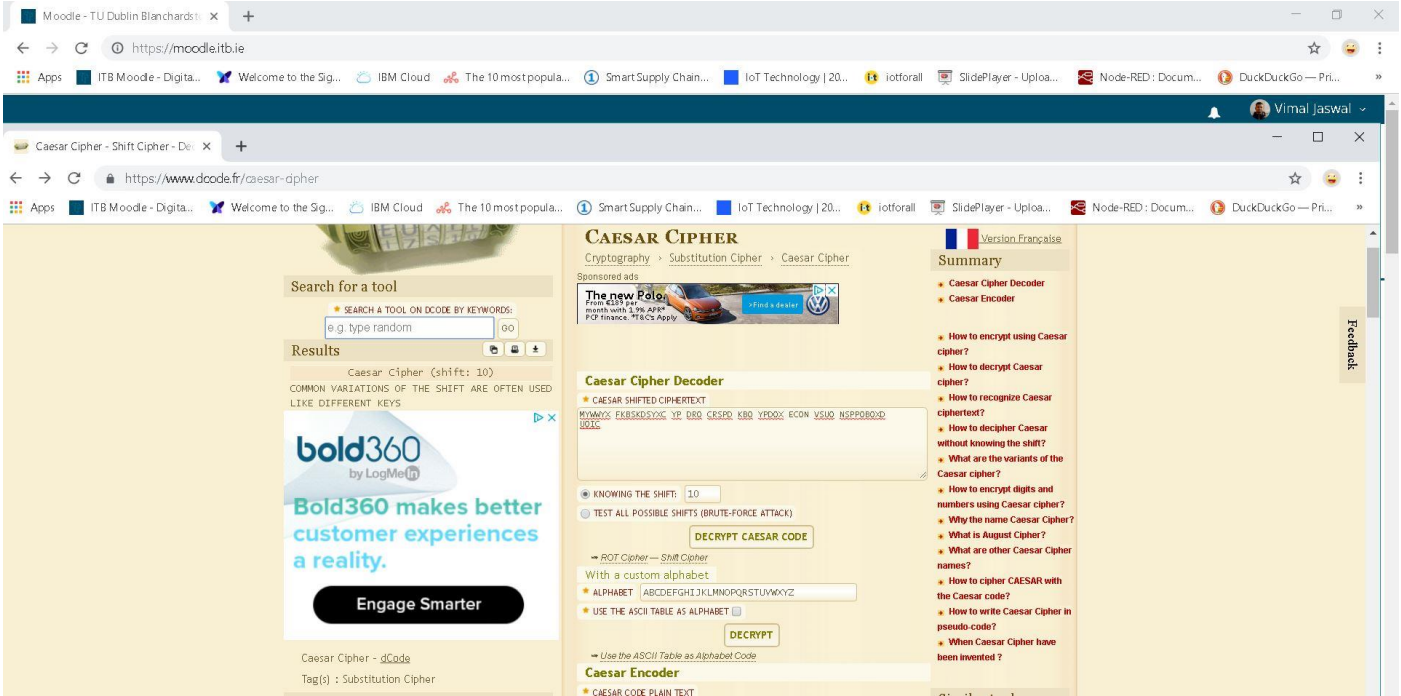 Moodle - TU Dublin Blanchardst
https://moodle.itb.ie
Apps ITB Moodle - Digita... Welcome to the Sig... IBM Cloud The 10 most popula... Smart Supply Chain... IoT Technology | 20... iotforall SlidePlayer - Uploa... Node-RED : Docum... DuckDuckGo — Pri... »
Vimal Jaswal
Caesar Cipher - Shift Cipher - De
https://www.dcode.fr/caesar-cipher
Apps ITB Moodle - Digita... Welcome to the Sig... IBM Cloud The 10 most popula... Smart Supply Chain... IoT Technology | 20... iotforall SlidePlayer - Uploa... Node-RED : Docum... DuckDuckGo — Pri... »
Search for a tool
SEARCH A TOOL ON DCODE BY KEYWORDS:
e.g. type random GO
Results
Caesar Cipher (shift: 10)
COMMON VARIATIONS OF THE SHIFT ARE OFTEN USED
LIKE DIFFERENT KEYS
bold360
by LogMeIn
Bold360 makes better
customer experiences
a reality.
Engage Smarter
Caesar Cipher - dCode
Tag(s) : Substitution Cipher
CAESAR CIPHER
Cryptography › Substitution Cipher › Caesar Cipher
Sponsored ads
The new Polo.
From €189 per
month with 1.9% APR*
PCP finance. *T&C's Apply
>Find a dealer
Caesar Cipher Decoder
CAESAR SHIFTED CIPHERTEXT
MYWWYX FKBSKDSYXC YP DRO CRSPD KBO YPDOX ECON VSUO NSPPOBOXD
UOIC
KNOWING THE SHIFT: 10
TEST ALL POSSIBLE SHIFTS (BRUTE-FORCE ATTACK)
DECRYPT CAESAR CODE
ROT Cipher — Shift Cipher
With a custom alphabet
ALPHABET ABCDEFGHIJKLMNOPQRSTUVWXYZ
USE THE ASCII TABLE AS ALPHABET
DECRYPT
Use the ASCII Table as Alphabet Code
Caesar Encoder
CAESAR CODE PLAIN TEXT
Version Française
Summary
Caesar Cipher Decoder
Caesar Encoder
How to encrypt using Caesar
cipher?
How to decrypt Caesar
cipher?
How to recognize Caesar
ciphertext?
How to decipher Caesar
without knowing the shift?
What are the variants of the
Caesar cipher?
How to encrypt digits and
numbers using Caesar cipher?
Why the name Caesar Cipher?
What is August Cipher?
What are other Caesar Cipher
names?
How to cipher CAESAR with
the Caesar code?
How to write Caesar Cipher in
pseudo-code?
When Caesar Cipher have
been invented ?
Feedback